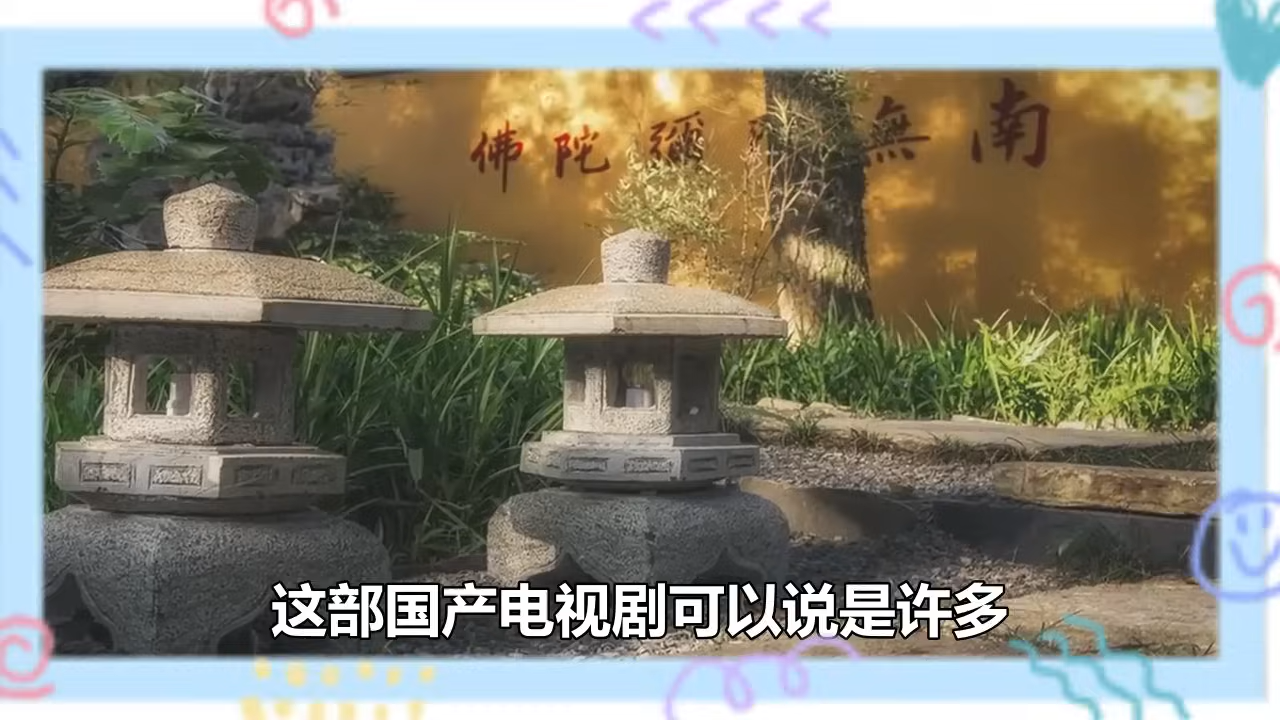 南無 彌陀佛
这部国产电视剧可以说是许多